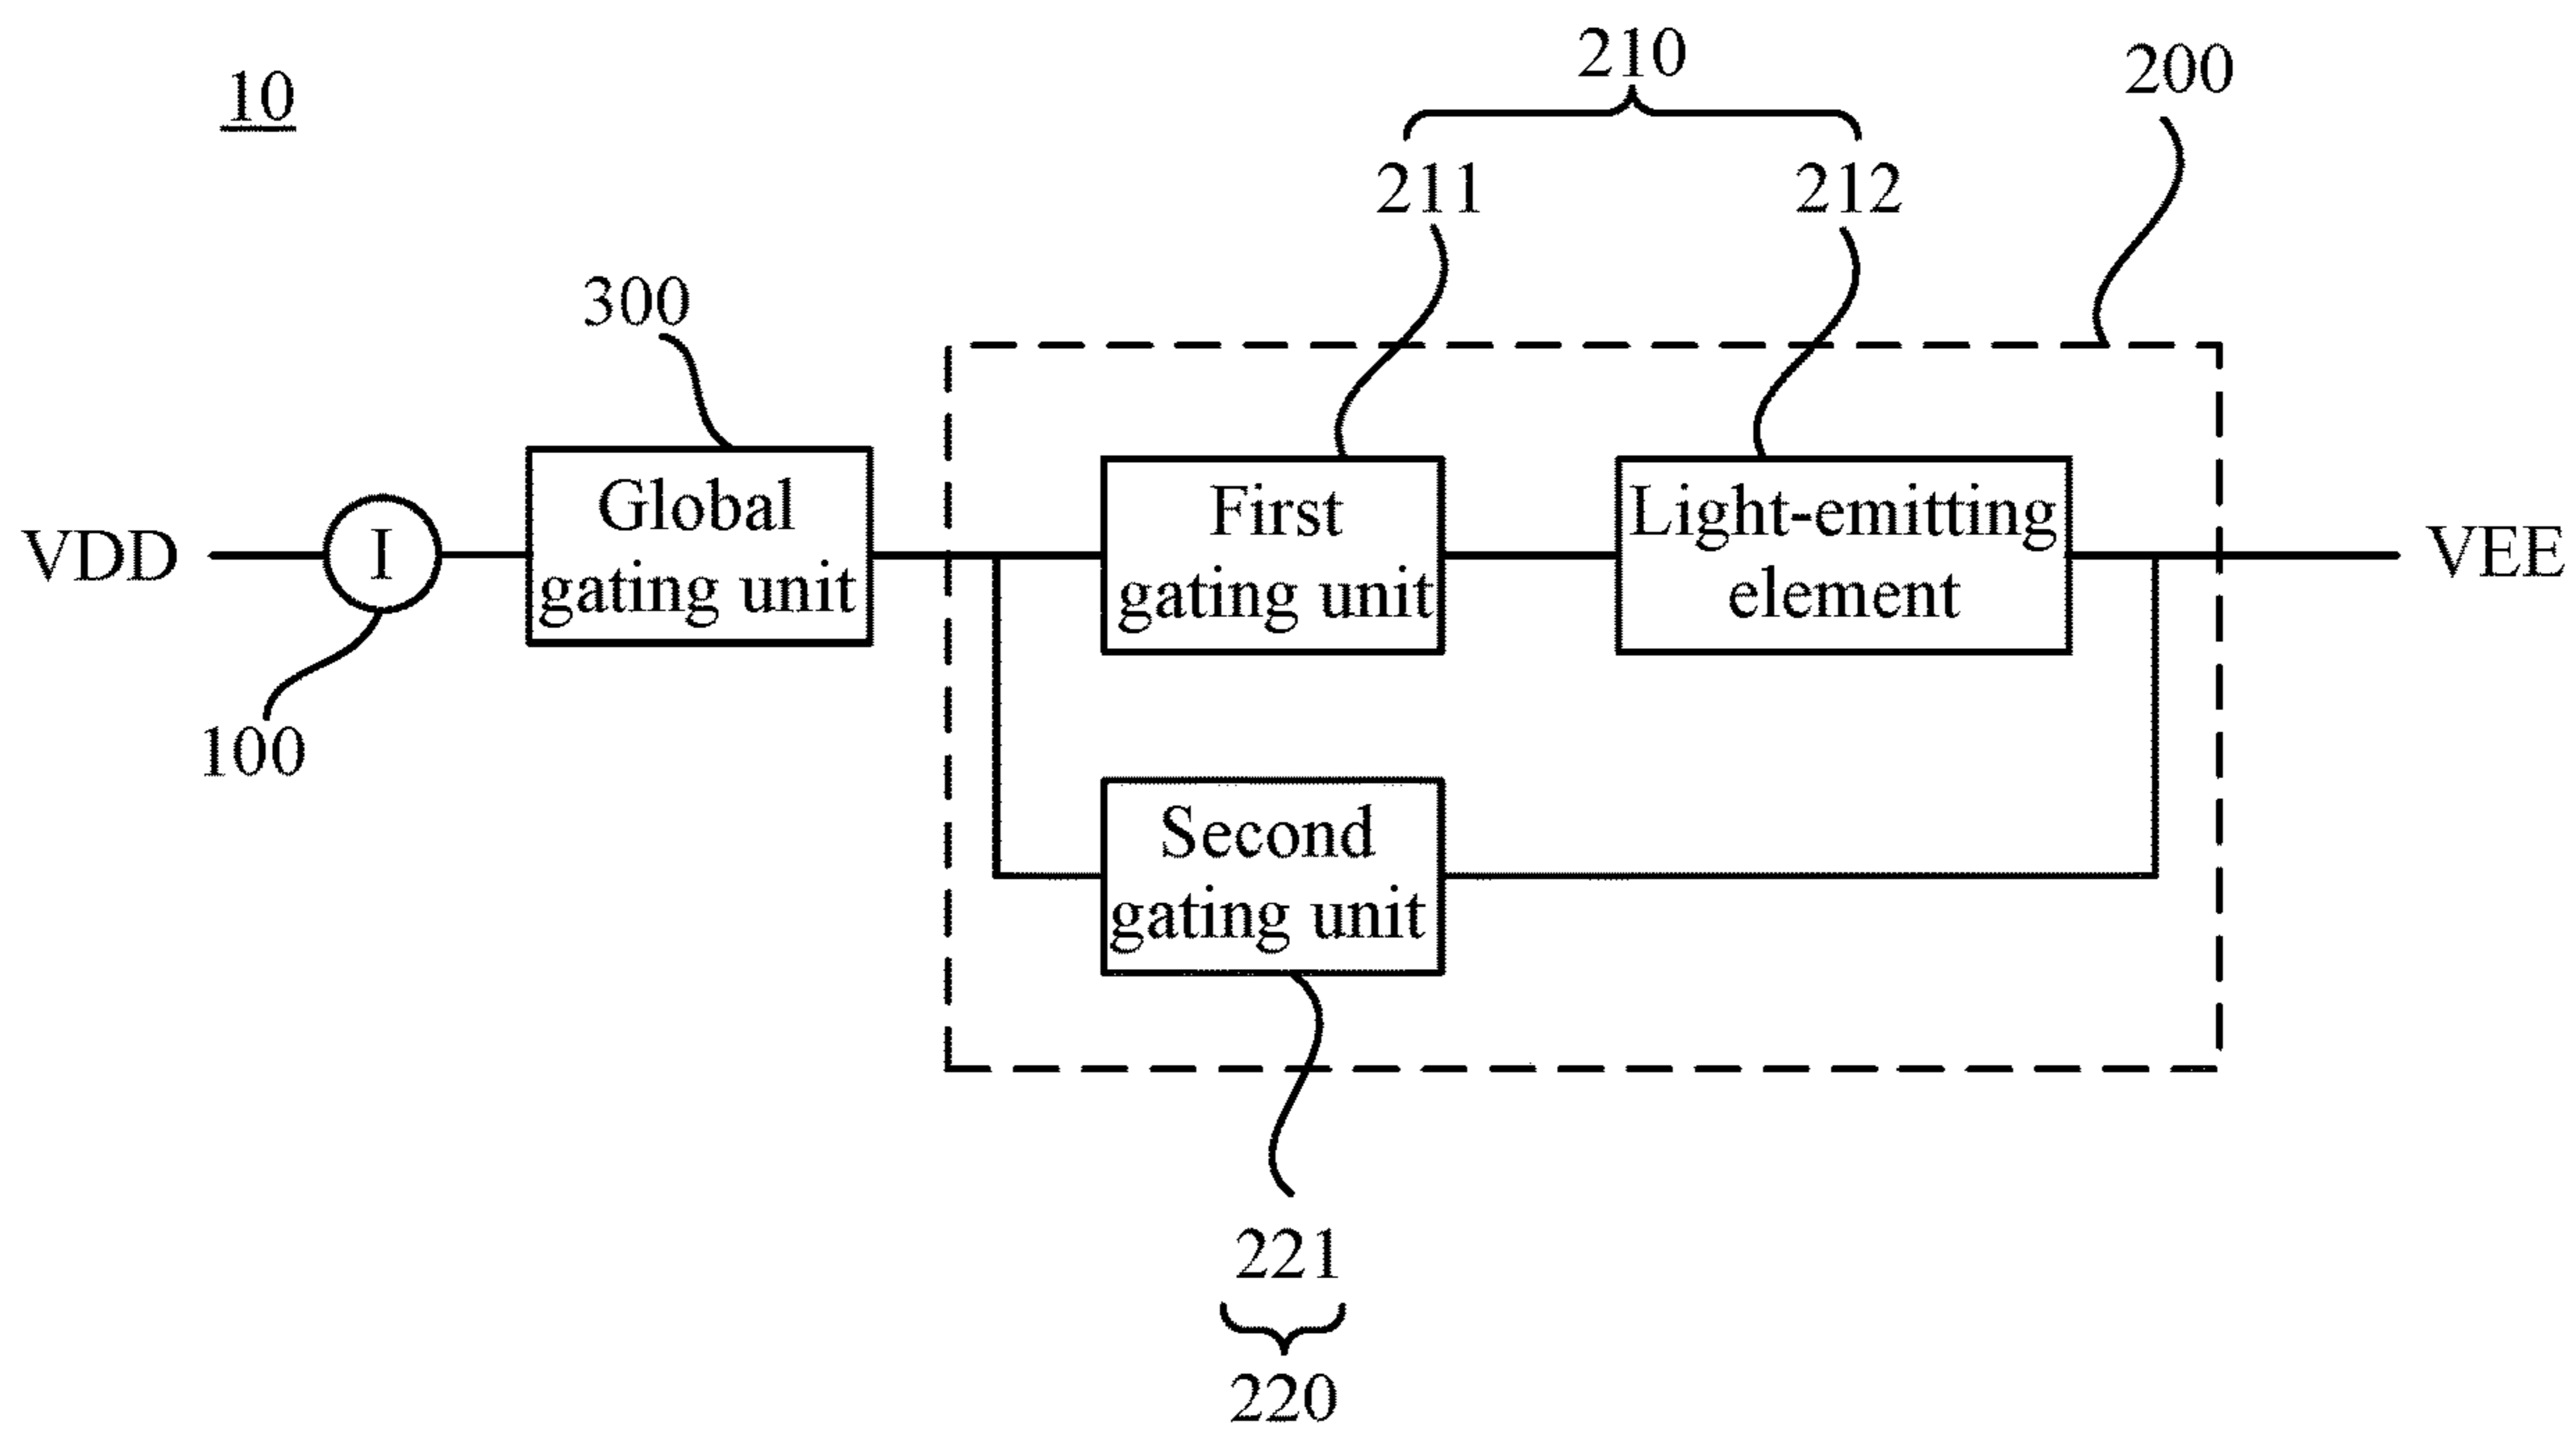 10
210
200
211
212
300
VDD
I
Global
gating unit
First
gating unit
Light-emitting
element
VEE
100
Second
gating unit
221
220